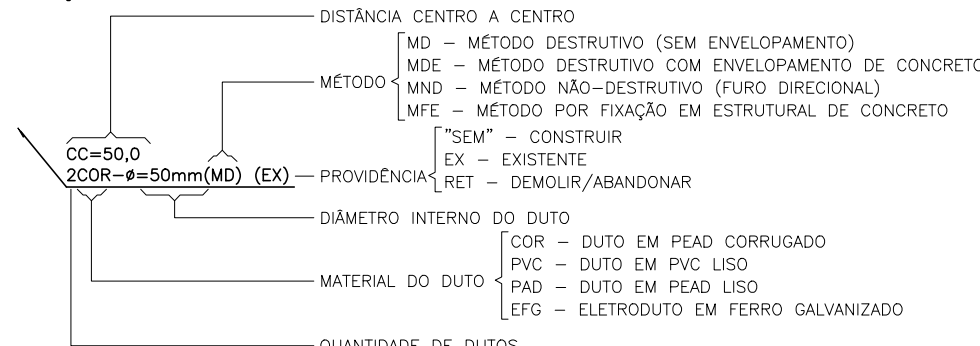 DISTÂNCIA CENTRO A CENTRO
MÉTODO
MD – MÉTODO DESTRUTIVO (SEM ENVELOPAMENTO)
MDE – MÉTODO DESTRUTIVO COM ENVELOPAMENTO DE CONCRETO
MND – MÉTODO NÃO-DESTRUTIVO (FURO DIRECIONAL)
MFE – MÉTODO POR FIXAÇÃO EM ESTRUTURAL DE CONCRETO
CC=50,0
2COR-ø=50mm(MD) (EX)
PROVIDÊNCIA
"SEM" – CONSTRUIR
EX – EXISTENTE
RET – DEMOLIR/ABANDONAR
DIÂMETRO INTERNO DO DUTO
MATERIAL DO DUTO
COR – DUTO EM PEAD CORRUGADO
PVC – DUTO EM PVC LISO
PAD – DUTO EM PEAD LISO
EFG – ELETRODUTO EM FERRO GALVANIZADO
QUANTIDADE DE DUTOS